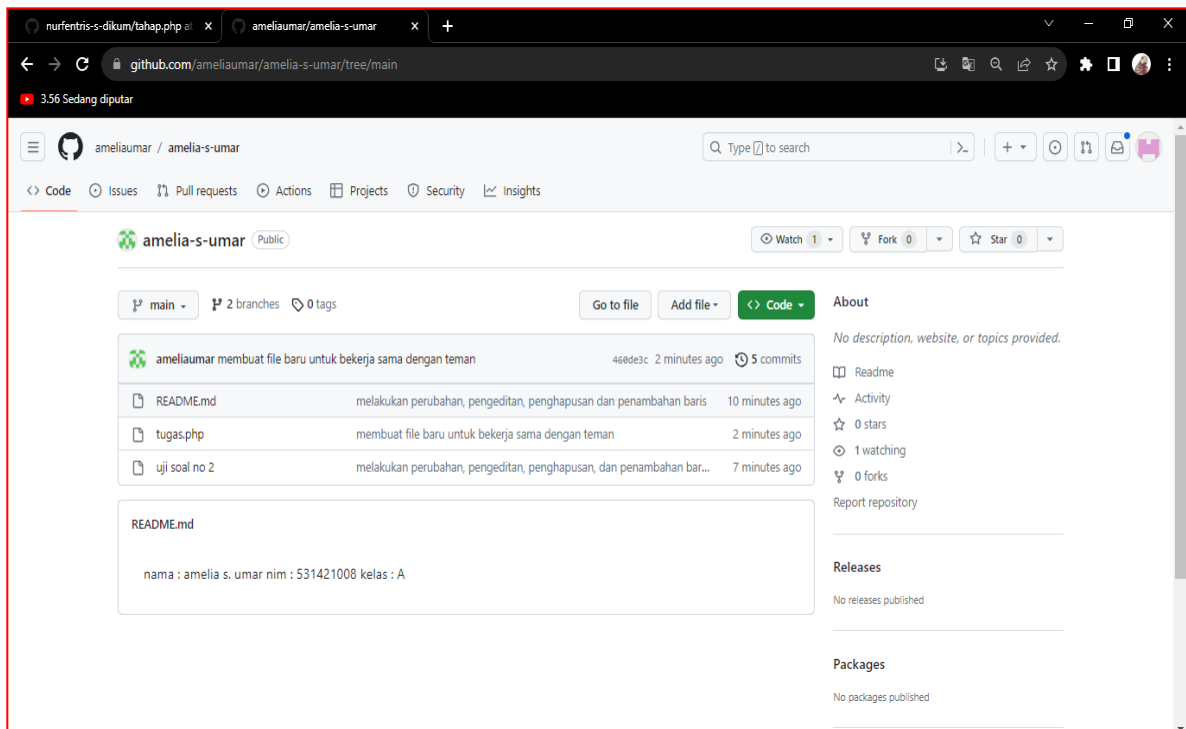 nurfentris-s-dikum/tahap.php at
ameliaumar/amelia-s-umar
github.com/ameliaumar/amelia-s-umar/tree/main
3.56 Sedang diputar
ameliaumar / amelia-s-umar
Type / to search
Code Issues Pull requests Actions Projects Security Insights
amelia-s-umar Public
Watch 1 Fork 0 Star 0
main 2 branches 0 tags Go to file Add file Code
ameliaumar membuat file baru untuk bekerja sama dengan teman 460de3c 2 minutes ago 5 commits
README.md melakukan perubahan, pengeditan, penghapusan dan penambahan baris 10 minutes ago
tugas.php membuat file baru untuk bekerja sama dengan teman 2 minutes ago
uji soal no 2 melakukan perubahan, pengeditan, penghapusan, dan penambahan bar... 7 minutes ago
README.md
nama : amelia s. umar nim : 531421008 kelas : A
About
No description, website, or topics provided.
Readme
Activity
0 stars
1 watching
0 forks
Report repository
Releases
No releases published
Packages
No packages published